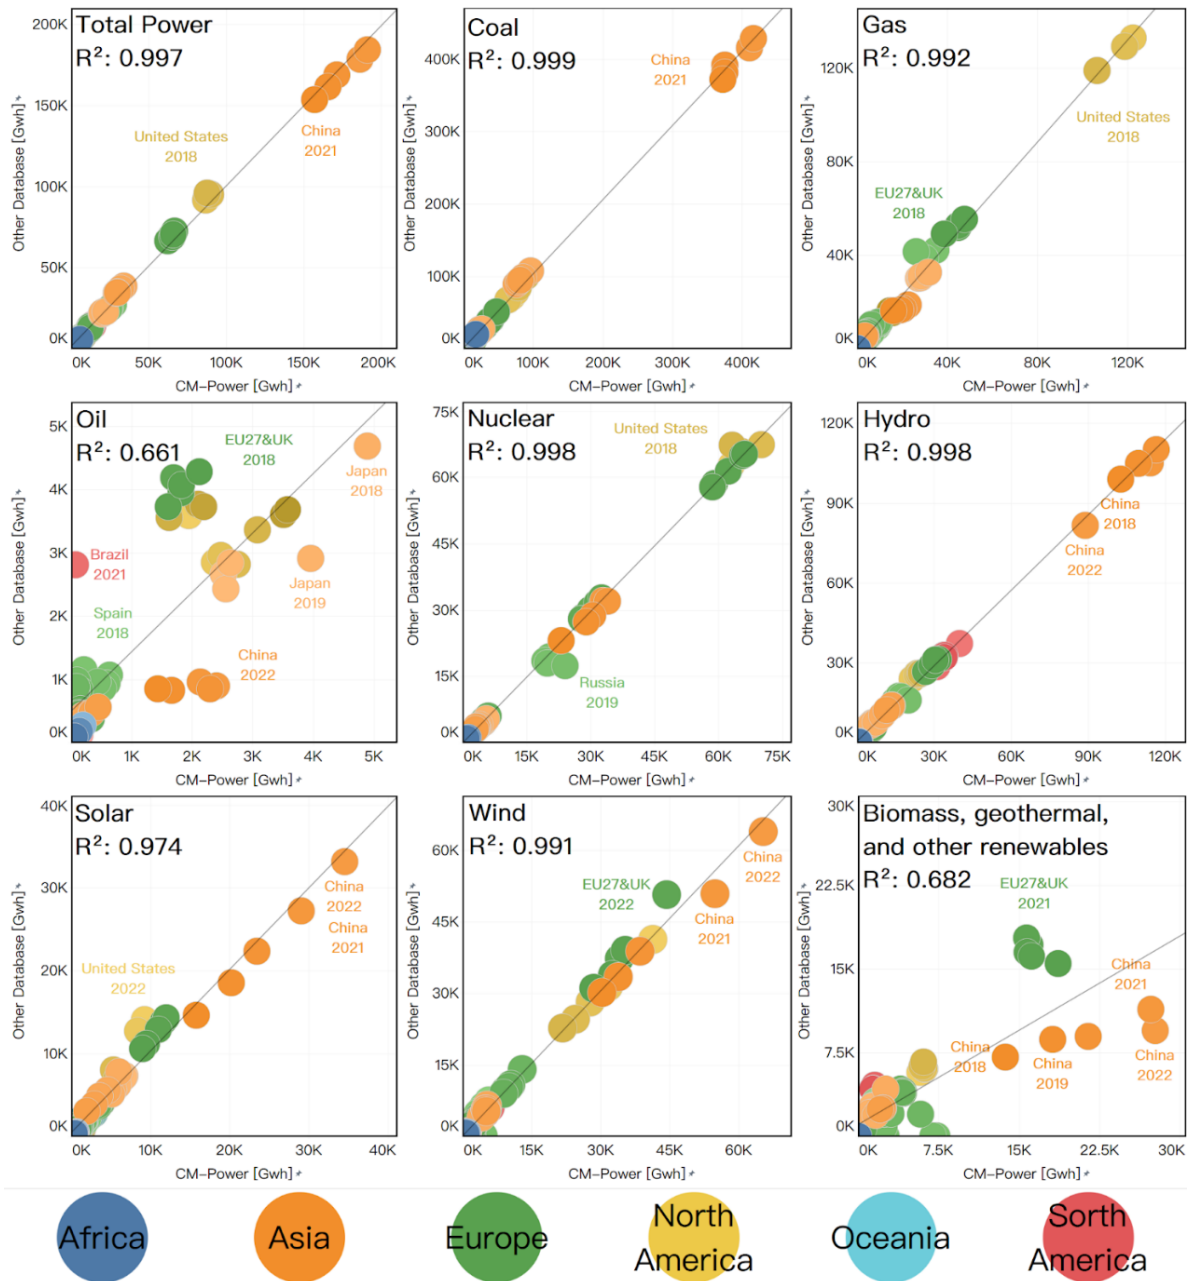 Total Power
R²: 0.997
United States
2018
China
2021
200K
150K
100K
50K
0K
Other Database [Gwh]
0K 50K 100K 150K 200K
CM-Power [Gwh]
Coal
R²: 0.999
China
2021
400K
300K
200K
100K
0K
Other Database [Gwh]
0K 100K 200K 300K 400K
CM-Power [Gwh]
Gas
R²: 0.992
United States
2018
EU27&UK
2018
120K
80K
40K
0K
Other Database [Gwh]
0K 40K 80K 120K
CM-Power [Gwh]
Oil
R²: 0.661
EU27&UK
2018
Japan
2018
Brazil
2021
Japan
2019
Spain
2018
China
2022
5K
4K
3K
2K
1K
0K
Other Database [Gwh]
0K 1K 2K 3K 4K 5K
CM-Power [Gwh]
Nuclear
R²: 0.998
United States
2018
Russia
2019
75K
60K
45K
30K
15K
0K
Other Database [Gwh]
0K 15K 30K 45K 60K 75K
CM-Power [Gwh]
Hydro
R²: 0.998
China
2018
China
2022
120K
90K
60K
30K
0K
Other Database [Gwh]
0K 30K 60K 90K 120K
CM-Power [Gwh]
Solar
R²: 0.974
China
2022
China
2021
United States
2022
40K
30K
20K
10K
0K
Other Database [Gwh]
0K 10K 20K 30K 40K
CM-Power [Gwh]
Wind
R²: 0.991
China
2022
EU27&UK
2022
China
2021
60K
45K
30K
15K
0K
Other Database [Gwh]
0K 15K 30K 45K 60K
CM-Power [Gwh]
Biomass, geothermal,
and other renewables
R²: 0.682
EU27&UK
2021
China
2021
China
2018
China
2019
China
2022
30K
22.5K
15K
7.5K
0K
Other Database [Gwh]
0K 7.5K 15K 22.5K 30K
CM-Power [Gwh]
Africa
Asia
Europe
North
America
Oceania
Sorth
America